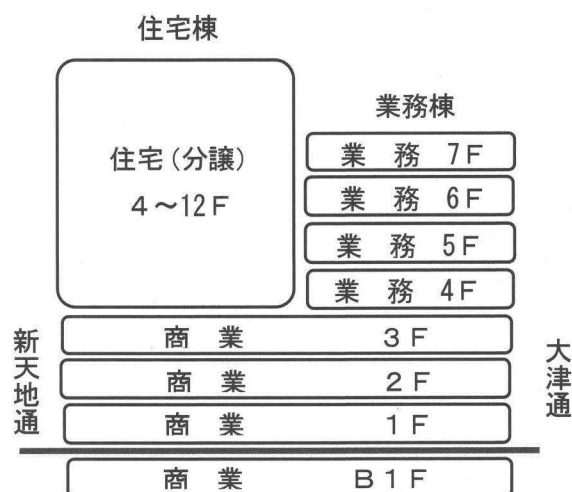 住宅棟
住宅(分譲)
4～12F
業務棟
業 務 7F
業 務 6F
業 務 5F
業 務 4F
商 業 3F
商 業 2F
商 業 1F
商 業 B1F
新天地通
大津通